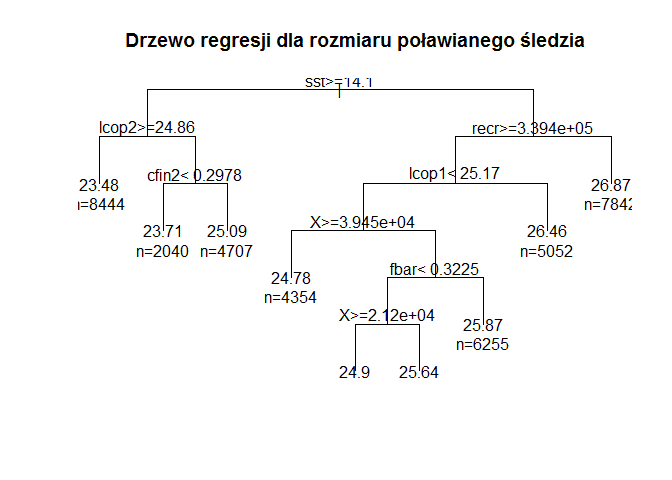 Drzewo regresji dla rozmiaru poławianego śledzia
sst>=14.1
lcop2>=24.86
recr>=3.394e+05
cfin2< 0.2978
lcop1< 25.17
23.48
n=8444
26.87
n=7842
X>=3.945e+04
23.71
n=2040
25.09
n=4707
26.46
n=5052
fbar< 0.3225
24.78
n=4354
X>=2.12e+04
25.87
n=6255
24.9
25.64